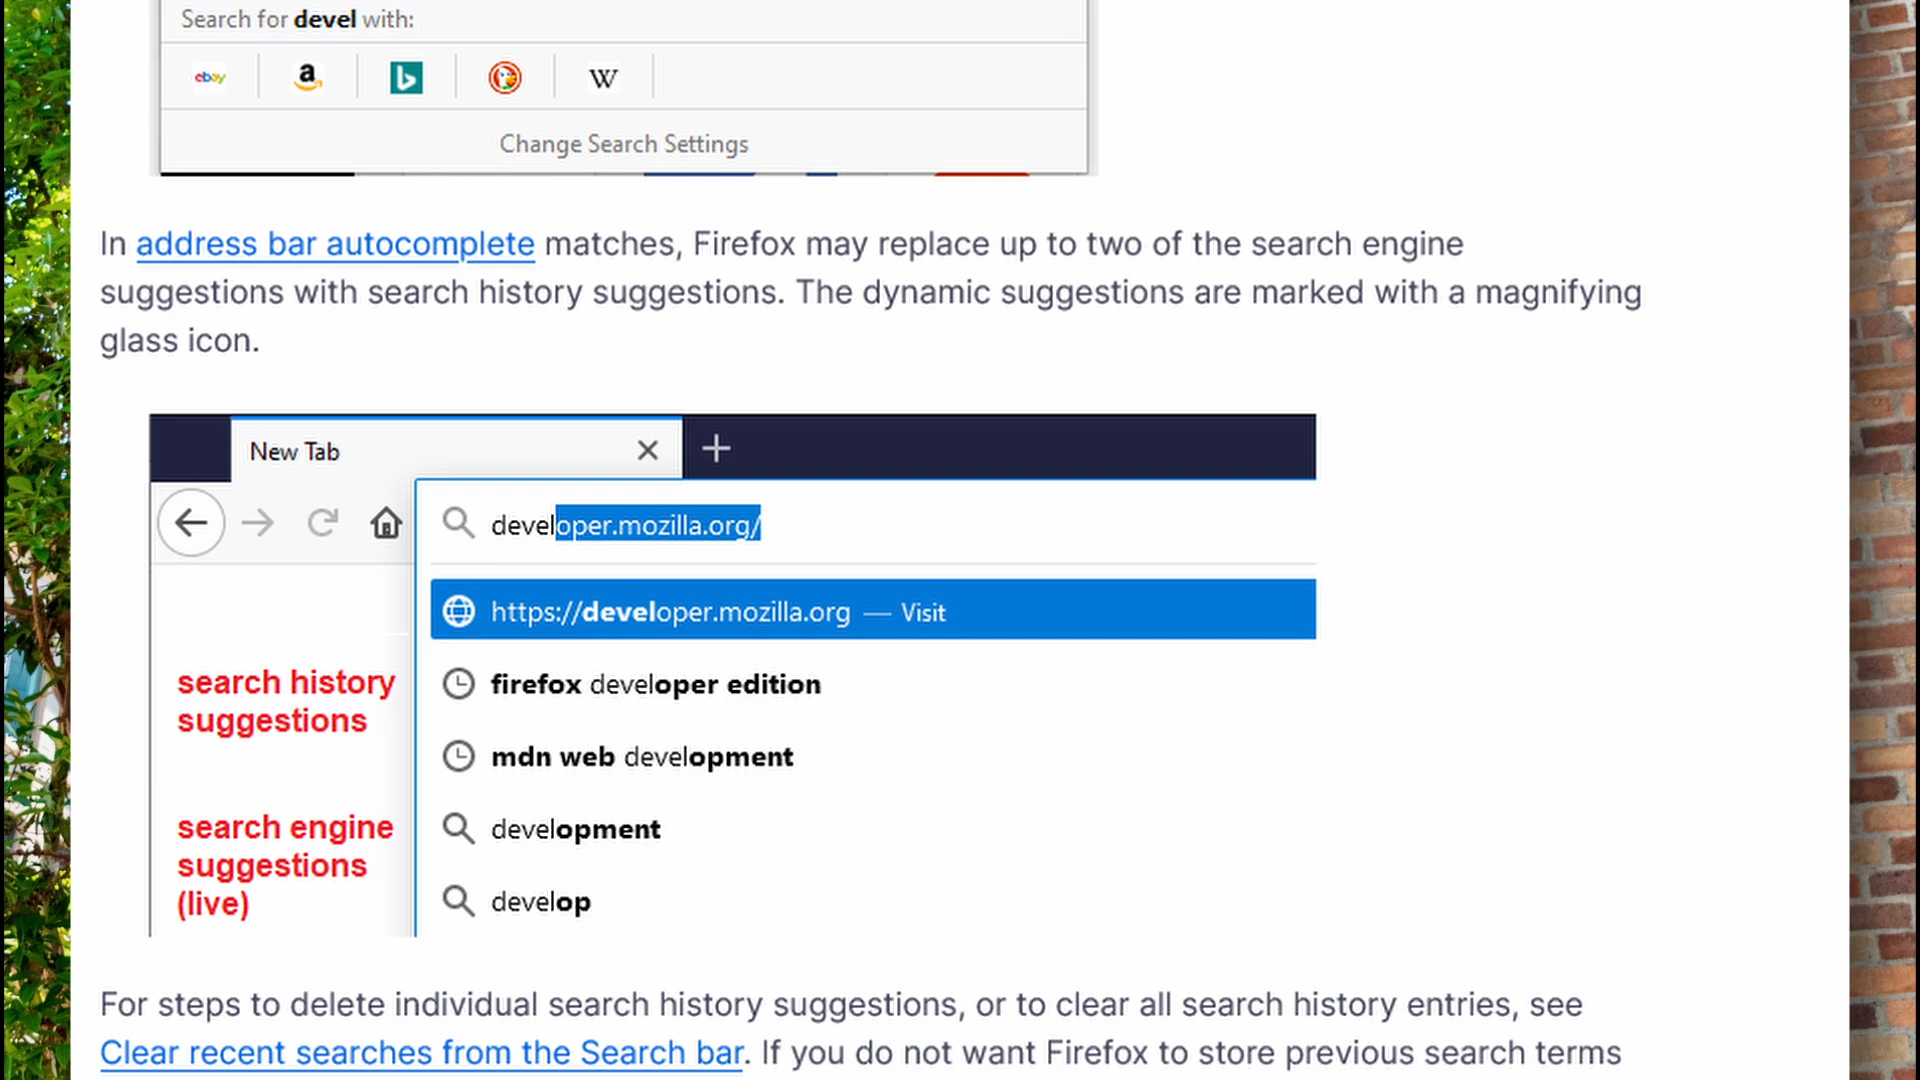 Search for devel with:
ebay
a
b
W
Change Search Settings
In address bar autocomplete matches, Firefox may replace up to two of the search engine
suggestions with search history suggestions. The dynamic suggestions are marked with a magnifying
glass icon.
New Tab
developer.mozilla.org/
https://developer.mozilla.org — Visit
search history
suggestions
firefox developer edition
mdn web development
search engine
suggestions
(live)
development
develop
For steps to delete individual search history suggestions, or to clear all search history entries, see
Clear recent searches from the Search bar. If you do not want Firefox to store previous search terms